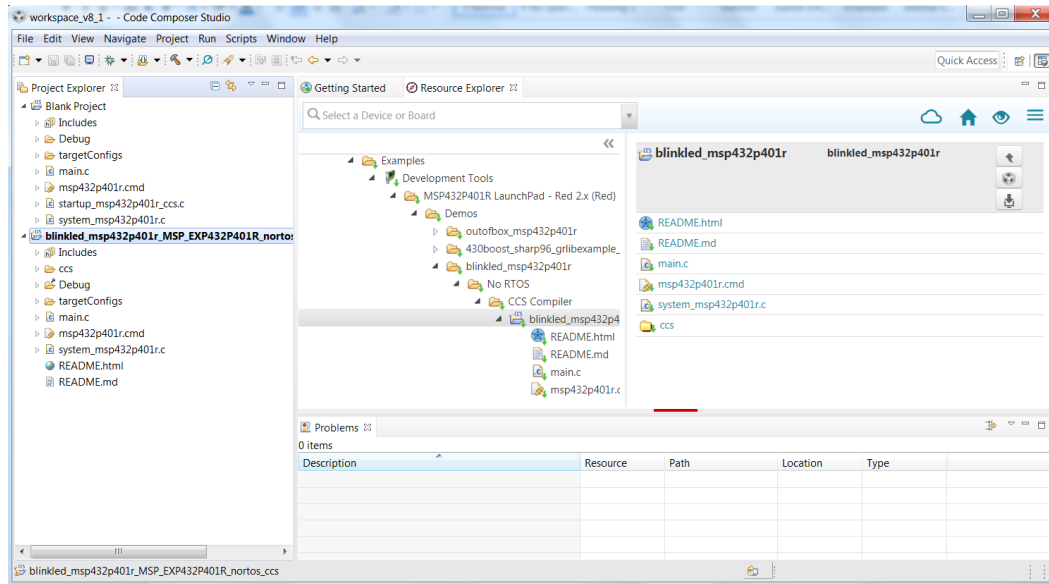 workspace_v8_1 - - Code Composer Studio
File Edit View Navigate Project Run Scripts Window Help
Quick Access
Project Explorer
Blank Project
Includes
Debug
targetConfigs
main.c
msp432p401r.cmd
startup_msp432p401r_ccs.c
system_msp432p401r.c
blinkled_msp432p401r_MSP_EXP432P401R_nortos
Includes
ccs
Debug
targetConfigs
main.c
msp432p401r.cmd
system_msp432p401r.c
README.html
README.md
Getting Started Resource Explorer
Select a Device or Board
Examples
Development Tools
MSP432P401R LaunchPad - Red 2.x (Red)
Demos
outofbox_msp432p401r
430boost_sharp96_grlibexample_
blinkled_msp432p401r
No RTOS
CCS Compiler
blinkled_msp432p4
README.html
README.md
main.c
msp432p401r.c
blinkled_msp432p401r blinkled_msp432p401r
README.html
README.md
main.c
msp432p401r.cmd
system_msp432p401r.c
ccs
Problems
0 items
Description Resource Path Location Type
blinkled_msp432p401r_MSP_EXP432P401R_nortos_ccs